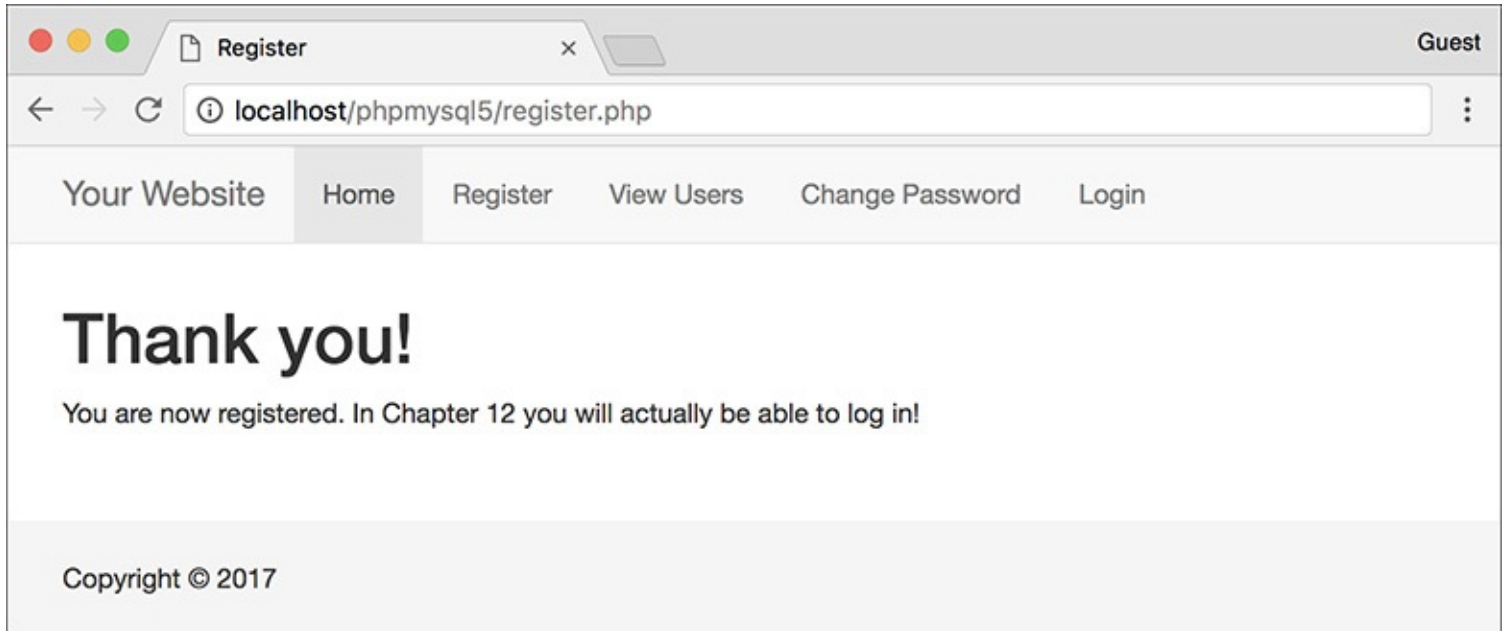 Register
Guest
localhost/phpmysql5/register.php
Your Website Home Register View Users Change Password Login
Thank you!
You are now registered. In Chapter 12 you will actually be able to log in!
Copyright © 2017